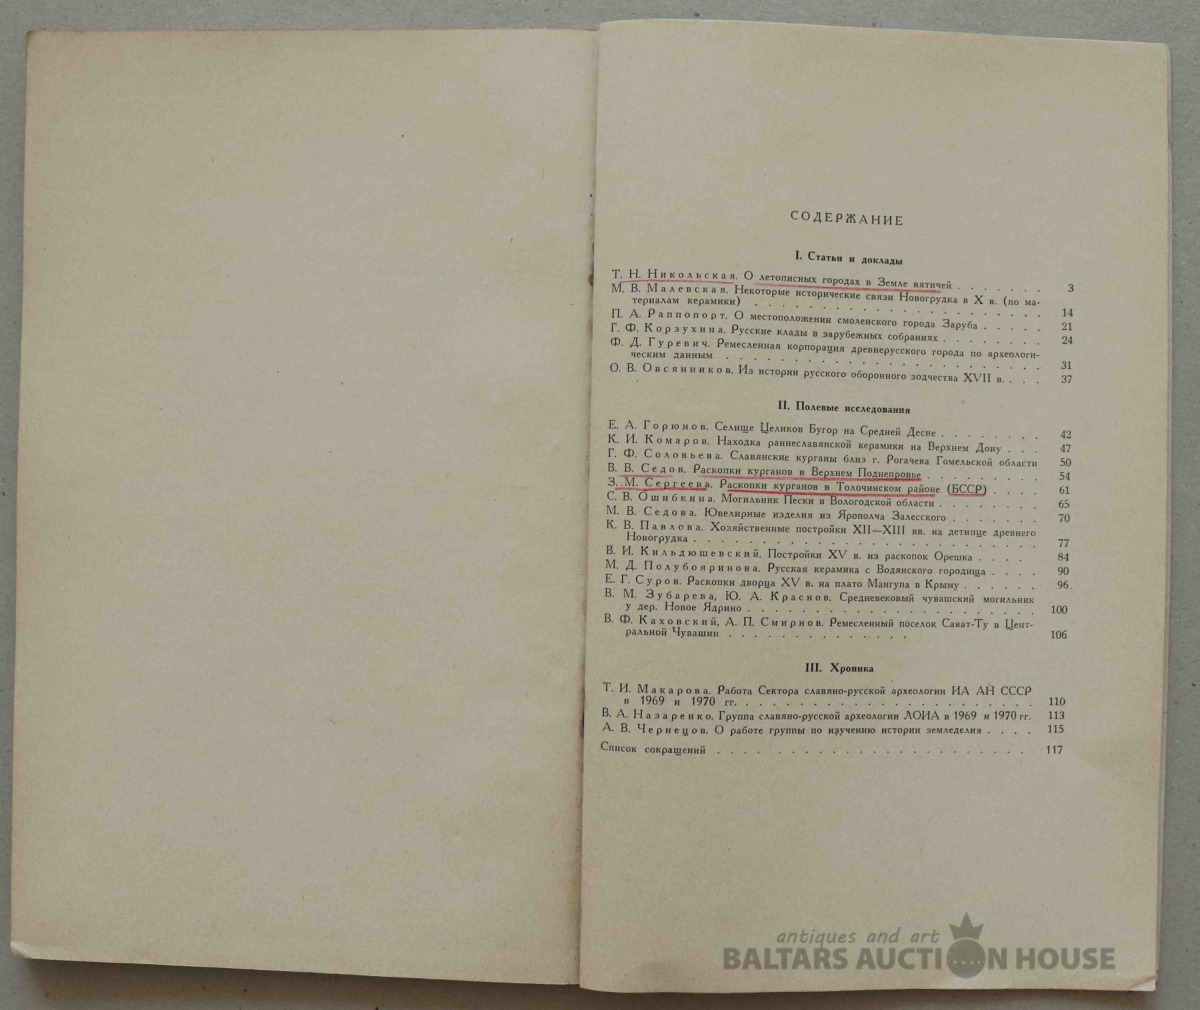 СОДЕРЖАНИЕ
I. Статьи и доклады
Т. Н. Никольская. О летописных городах в Земле вятичей . . . . . . . 3
М. В. Малевская. Некоторые исторические связи Новогрудка в X в. (по ма-
териалам керамики) . . . . . . . . . . . . . . . . . . . . . . 14
П. А. Раппопорт. О местоположении смоленского города Заруба . . . . . 21
Г. Ф. Корзухина. Русские клады в зарубежных собраниях . . . . . . . . 24
Ф. Д. Гуревич. Ремесленная корпорация древнерусского города по археологи-
ческим данным . . . . . . . . . . . . . . . . . . . . . . . . 31
О. В. Овсянников. Из истории русского оборонного зодчества XVII в. . . . 37
II. Полевые исследования
Е. А. Горюнов. Селище Целиков Бугор на Средней Десне . . . . . . . . 42
К. И. Комаров. Находка раннеславянской керамики на Верхнем Дону . . . 47
Г. Ф. Соловьева. Славянские курганы близ г. Рогачева Гомельской области 50
В. В. Седов. Раскопки курганов в Верхнем Поднепровье . . . . . . . . . 54
З. М. Сергеева. Раскопки курганов в Толочинском районе (БССР) . . . . 61
С. В. Ошибкина. Могильник Пески в Вологодской области . . . . . . . . 65
М. В. Седова. Ювелирные изделия из Ярополча Залесского . . . . . . . 70
К. В. Павлова. Хозяйственные постройки XII—XIII вв. на детинце древнего
Новогрудка . . . . . . . . . . . . . . . . . . . . . . . . . . 77
В. И. Кильдюшевский. Постройки XV в. из раскопок Орешка . . . . 84
М. Д. Полубояринова. Русская керамика с Водянского городища . . . . 90
Е. Г. Суров. Раскопки дворца XV в. на плато Мангупа в Крыму . . . . . . 96
В. М. Зубарева, Ю. А. Краснов. Средневековый чувашский могильник
у дер. Новое Ядрино . . . . . . . . . . . . . . . . . . . . . . 100
В. Ф. Каховский, А. П. Смирнов. Ремесленный поселок Сават-Ту в Цент-
ральной Чувашии . . . . . . . . . . . . . . 106
III. Хроника
Т. И. Макарова. Работа Сектора славяно-русской археологии ИА АН СССР
в 1969 и 1970 гг. . . . . . . . . . . . . . . . . . . . . . . 110
В. А. Назаренко. Группа славяно-русской археологии ЛОИА в 1969 и 1970 гг. 113
А. В. Чернецов. О работе группы по изучению истории земледелия . . . . 115
Список сокращений . . . . . . . . . . . . . . . . . . . . . . . . . 117
antiques and art
BALTARS AUCTION HOUSE